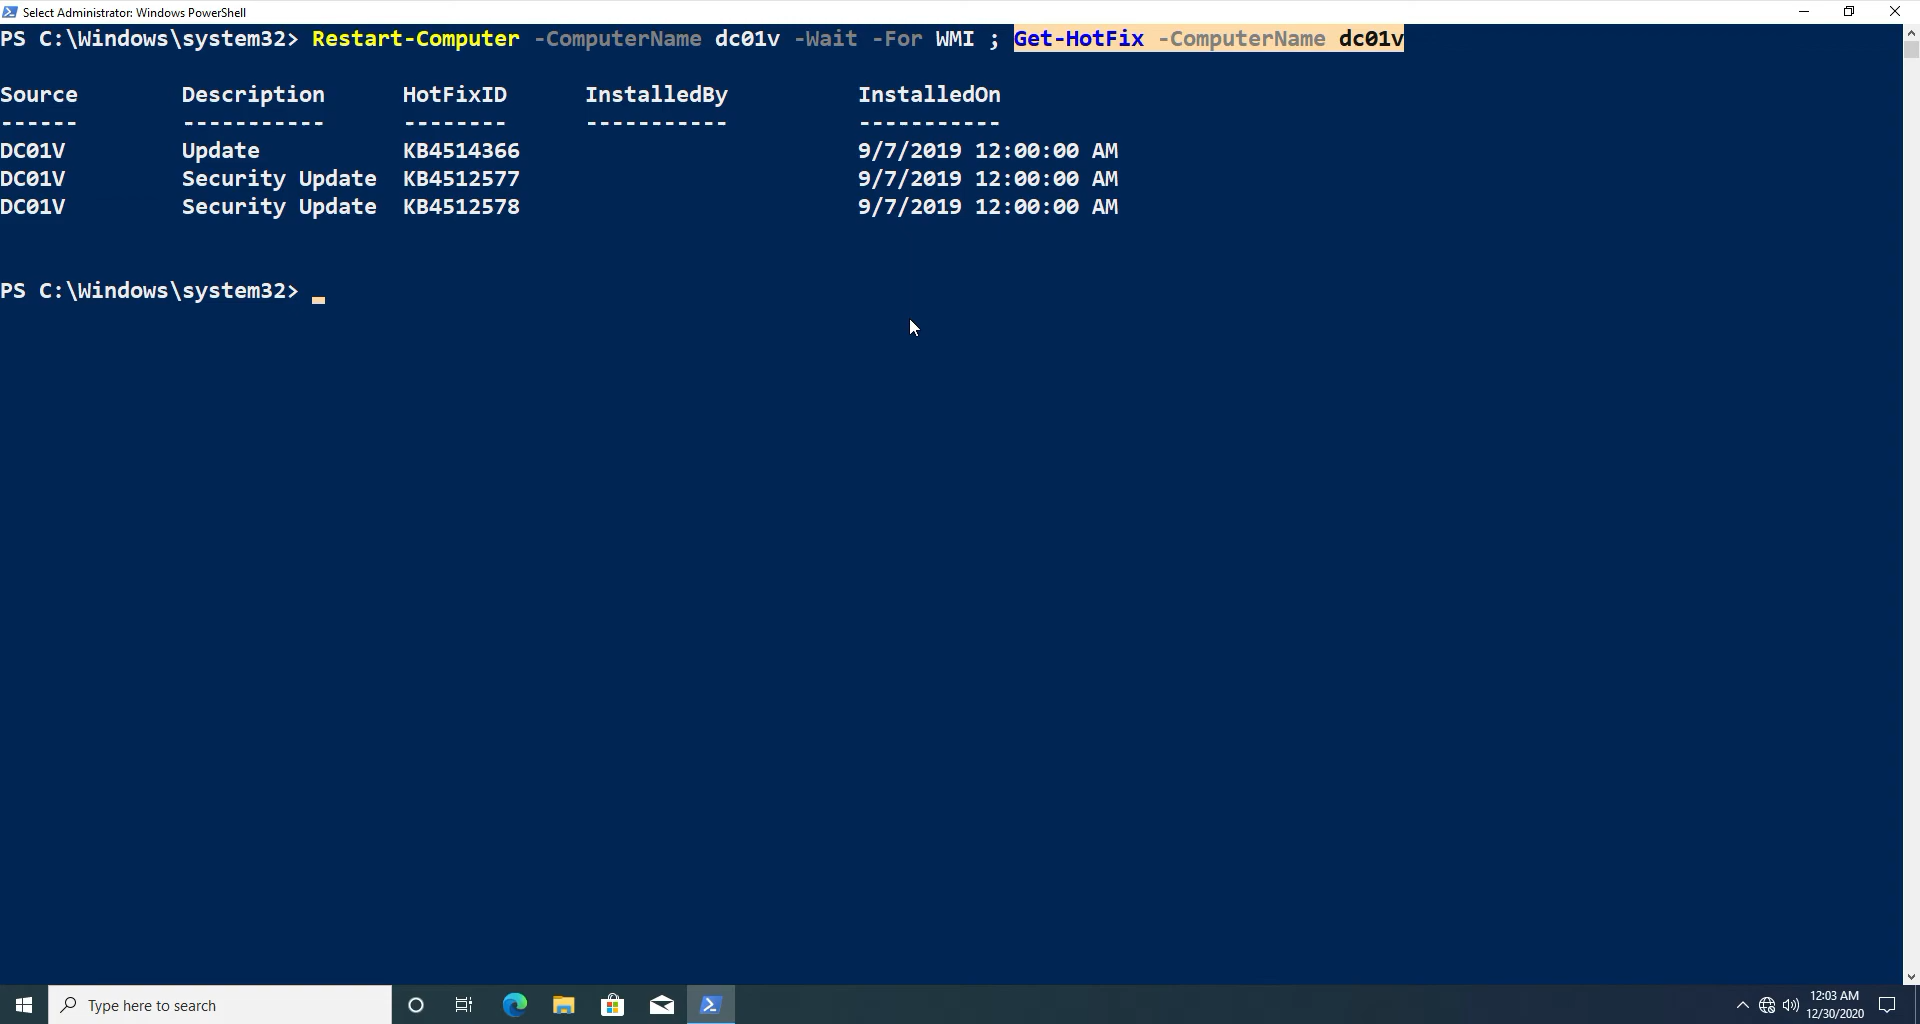 Select Administrator: Windows PowerShell
PS C:\Windows\system32> Restart-Computer -ComputerName dc01v -Wait -For WMI ; Get-HotFix -ComputerName dc01v
Source        Description      HotFixID      InstalledBy          InstalledOn
------        -----------      --------      -----------          -----------
DC01V         Update           KB4514366                          9/7/2019 12:00:00 AM
DC01V         Security Update  KB4512577                          9/7/2019 12:00:00 AM
DC01V         Security Update  KB4512578                          9/7/2019 12:00:00 AM
PS C:\Windows\system32>
Type here to search
12:03 AM
12/30/2020